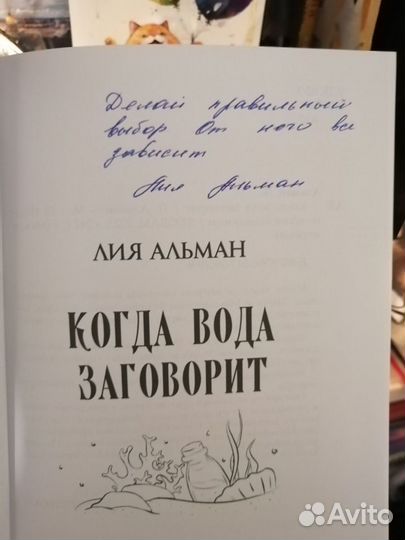 Делай правильный
выбор От него все
зависит
Лия Альман
ЛИЯ АЛЬМАН
КОГДА ВОДА
ЗАГОВОРИТ
Avito